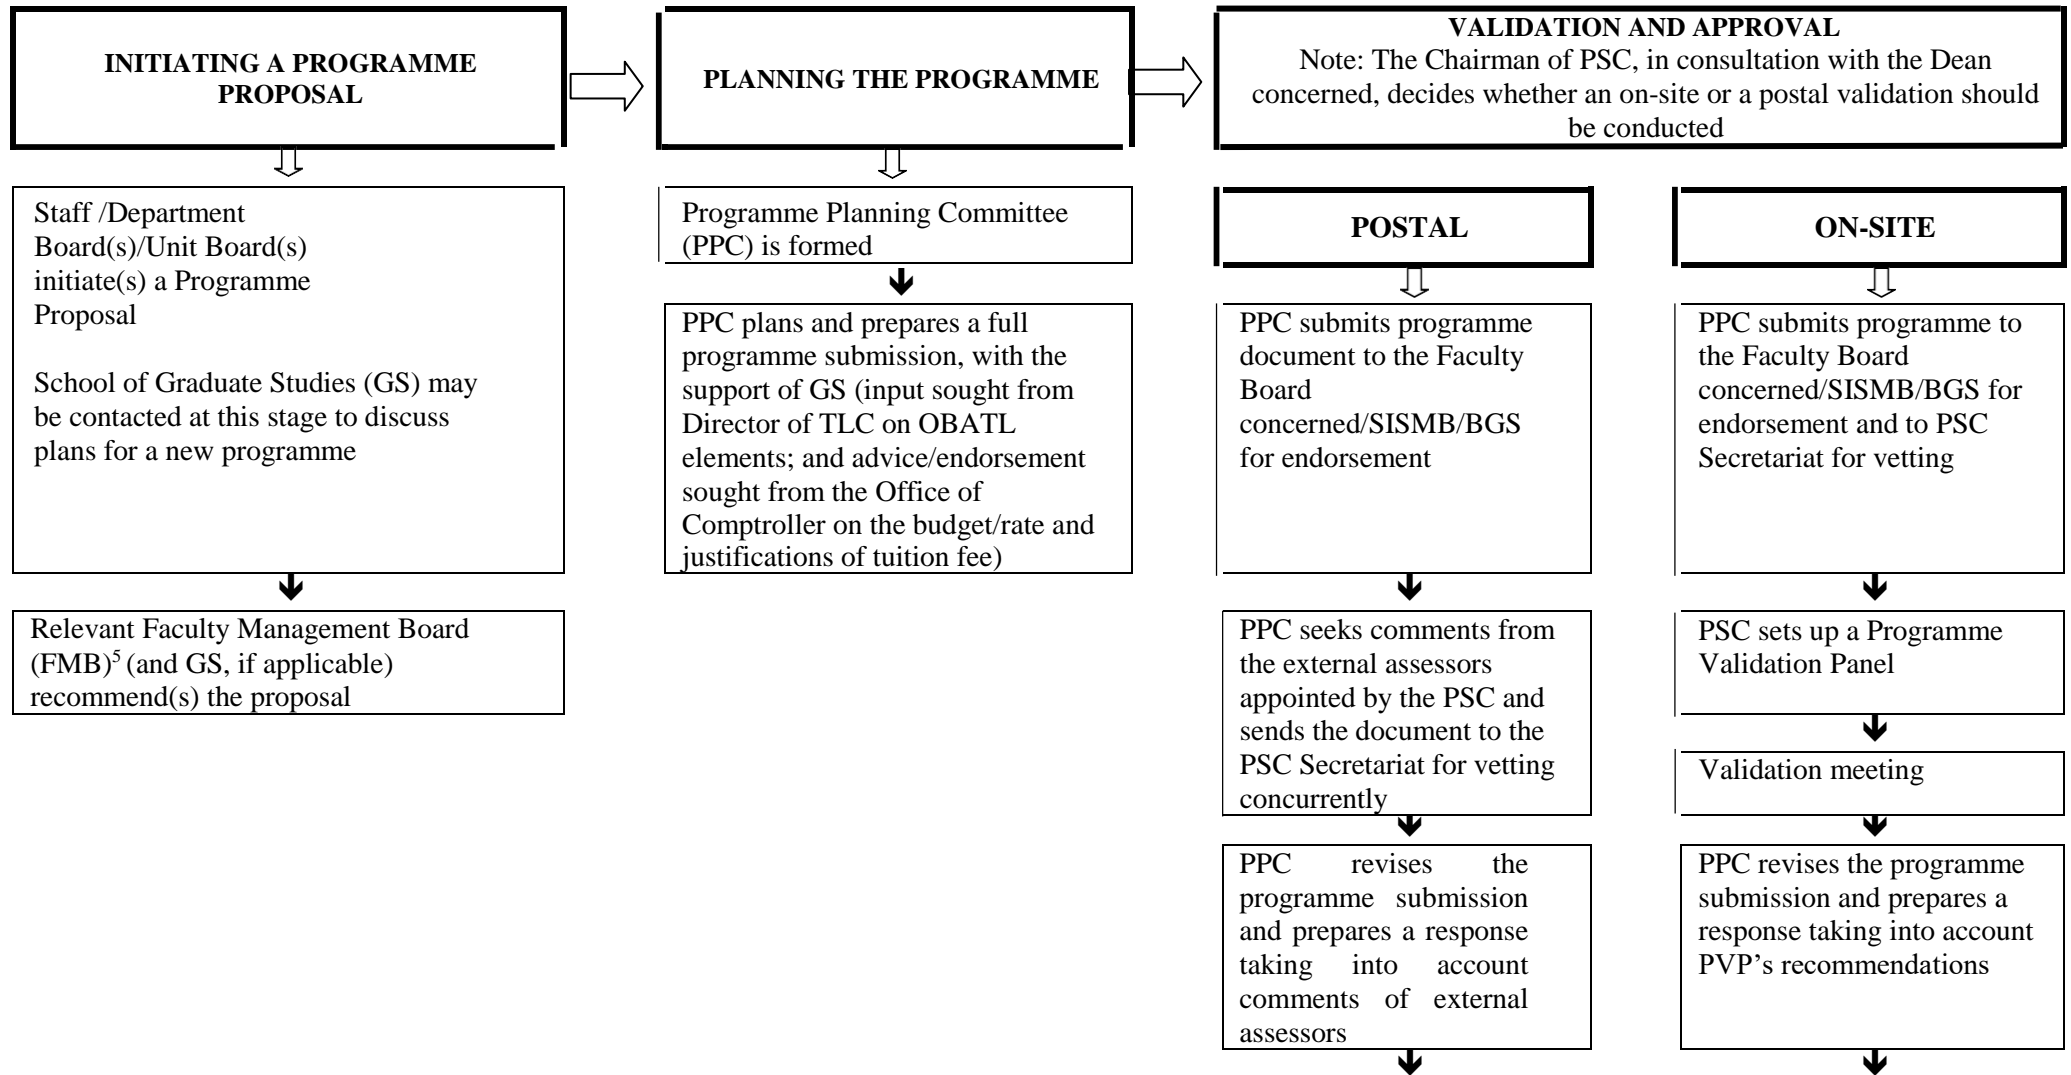 INITIATING A PROGRAMME
PROPOSAL
Staff /Department
Board(s)/Unit Board(s)
initiate(s) a Programme
Proposal
School of Graduate Studies (GS) may
be contacted at this stage to discuss
plans for a new programme
Relevant Faculty Management Board
(FMB)5 (and GS, if applicable)
recommend(s) the proposal
PLANNING THE PROGRAMME
Programme Planning Committee
(PPC) is formed
PPC plans and prepares a full
programme submission, with the
support of GS (input sought from
Director of TLC on OBATL
elements; and advice/endorsement
sought from the Office of
Comptroller on the budget/rate and
justifications of tuition fee)
VALIDATION AND APPROVAL
Note: The Chairman of PSC, in consultation with the Dean
concerned, decides whether an on-site or a postal validation should
be conducted
POSTAL
PPC submits programme
document to the Faculty
Board
concerned/SISMB/BGS
for endorsement
PPC seeks comments from
the external assessors
appointed by the PSC and
sends the document to the
PSC Secretariat for vetting
concurrently
PPC revises the
programme submission
and prepares a response
taking into account
comments of external
assessors
ON-SITE
PPC submits programme to
the Faculty Board
concerned/SISMB/BGS for
endorsement and to PSC
Secretariat for vetting
PSC sets up a Programme
Validation Panel
Validation meeting
PPC revises the programme
submission and prepares a
response taking into account
PVP’s recommendations